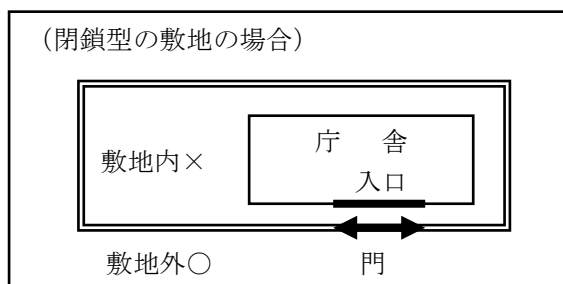 （閉鎖型の敷地の場合）
庁　舎
敷地内×
入口
敷地外○　門